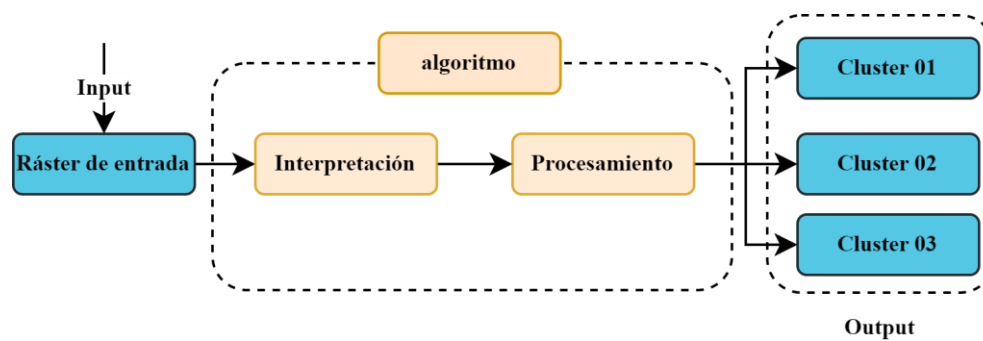 algoritmo
Input
Ráster de entrada
Interpretación
Procesamiento
Cluster 01
Cluster 02
Cluster 03
Output